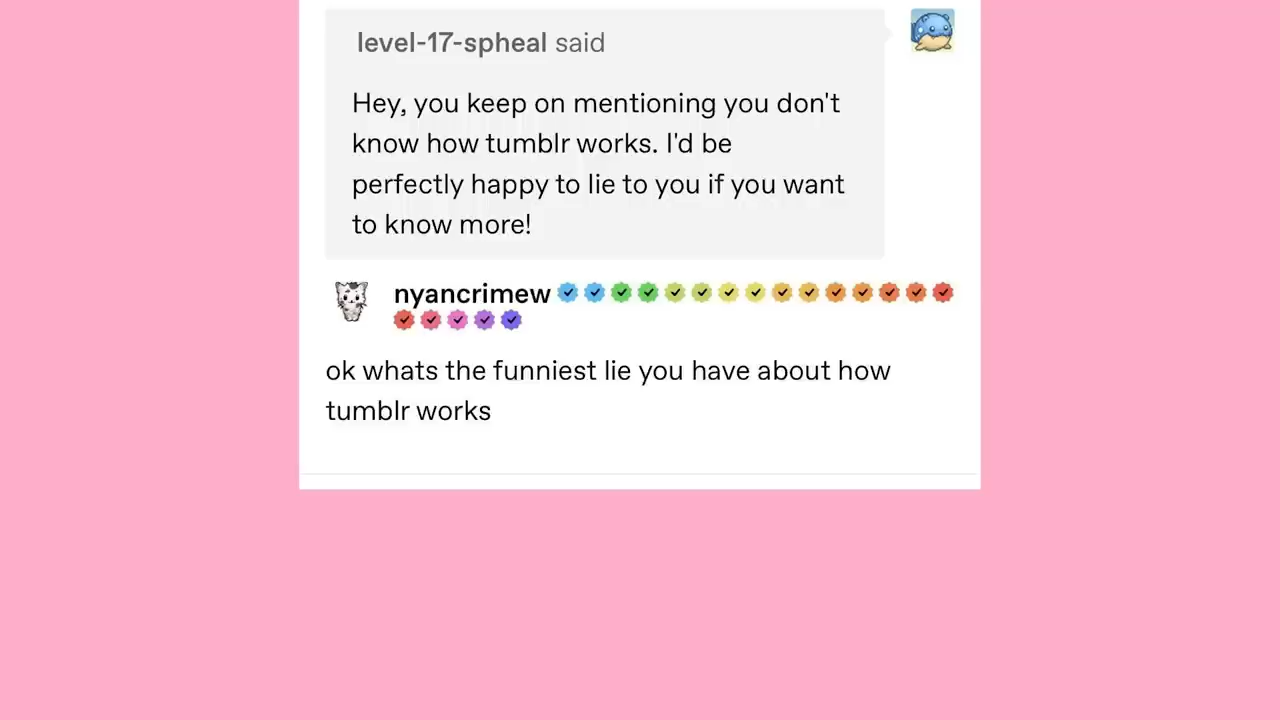 level-17-spheal said
Hey, you keep on mentioning you don't
know how tumblr works. I'd be
perfectly happy to lie to you if you want
to know more!
nyancrimew
ok whats the funniest lie you have about how
tumblr works